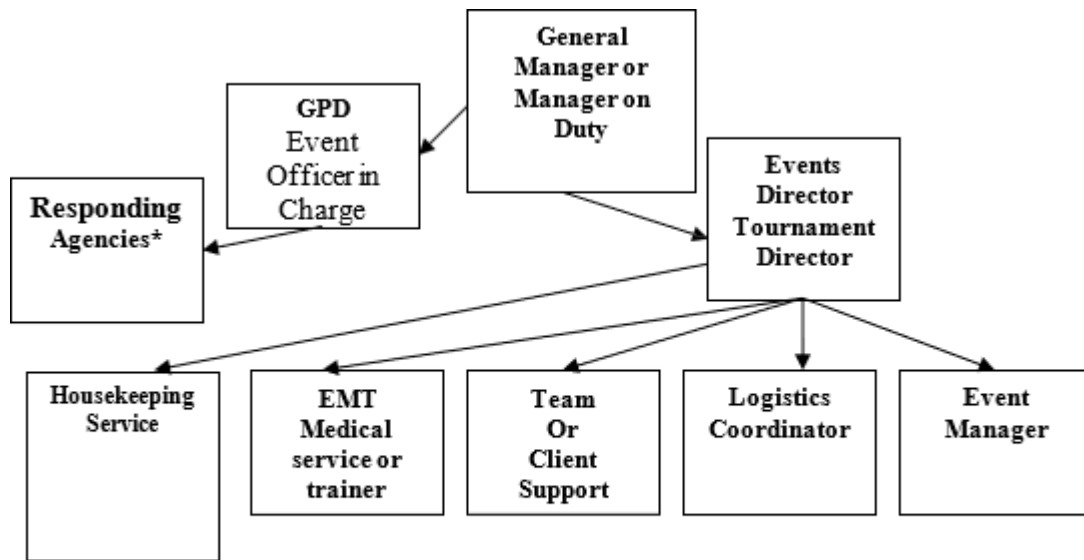 General
Manager or
Manager on
Duty
GPD
Event
Officer in
Charge
Events
Director
Tournament
Director
Responding
Agencies*
Housekeeping
Service
EMT
Medical
service or
trainer
Team
Or
Client
Support
Logistics
Coordinator
Event
Manager